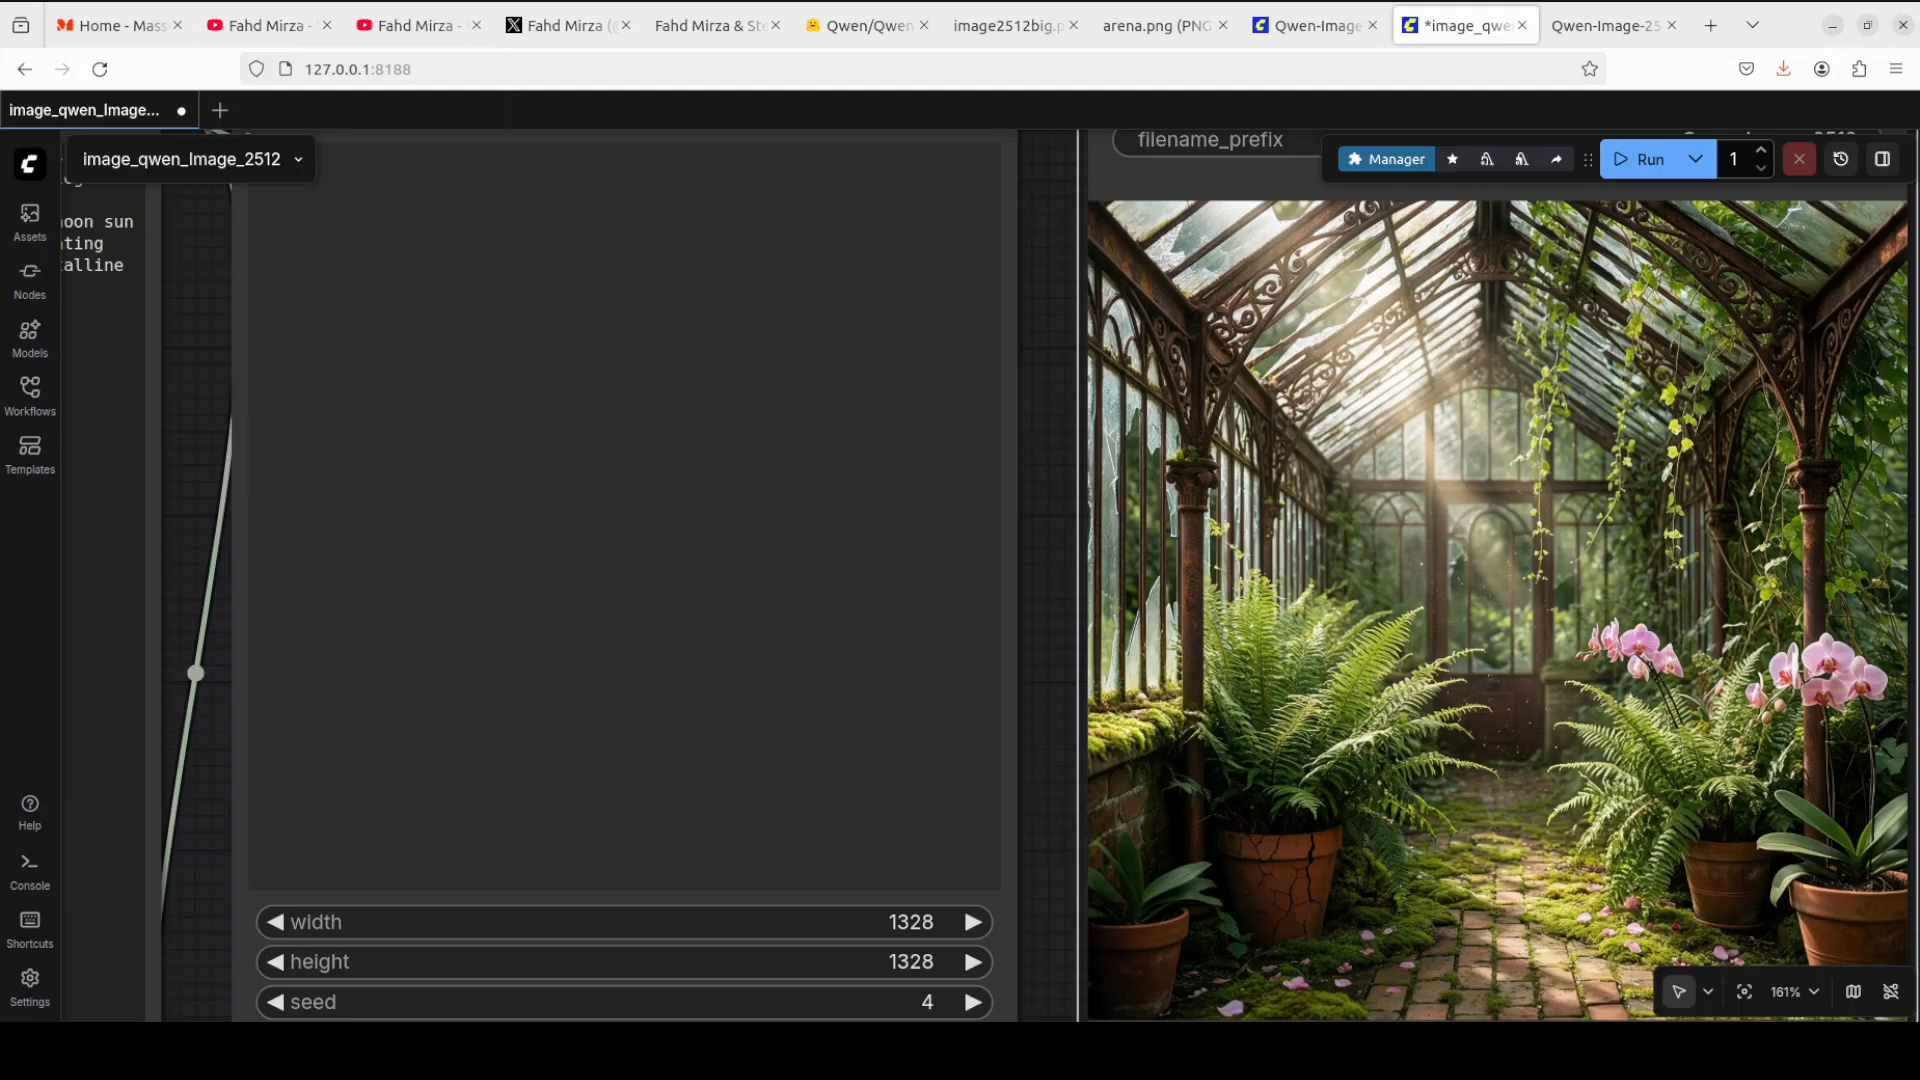 Home - Mass
Fahd Mirza -
Fahd Mirza -
Fahd Mirza (
Fahd Mirza & Ste
Qwen/Qwen
image2512big.p
arena.png (PNG
Qwen-Image
*image_qwe
Qwen-Image-25
127.0.0.1:8188
image_qwen_Image...
image_qwen_Image_2512
filename_prefix
Manager
Run
1
oon sun
ting
talline
Assets
Nodes
Models
Workflows
Templates
Help
Console
Shortcuts
Settings
width 1328
height 1328
seed 4
161%